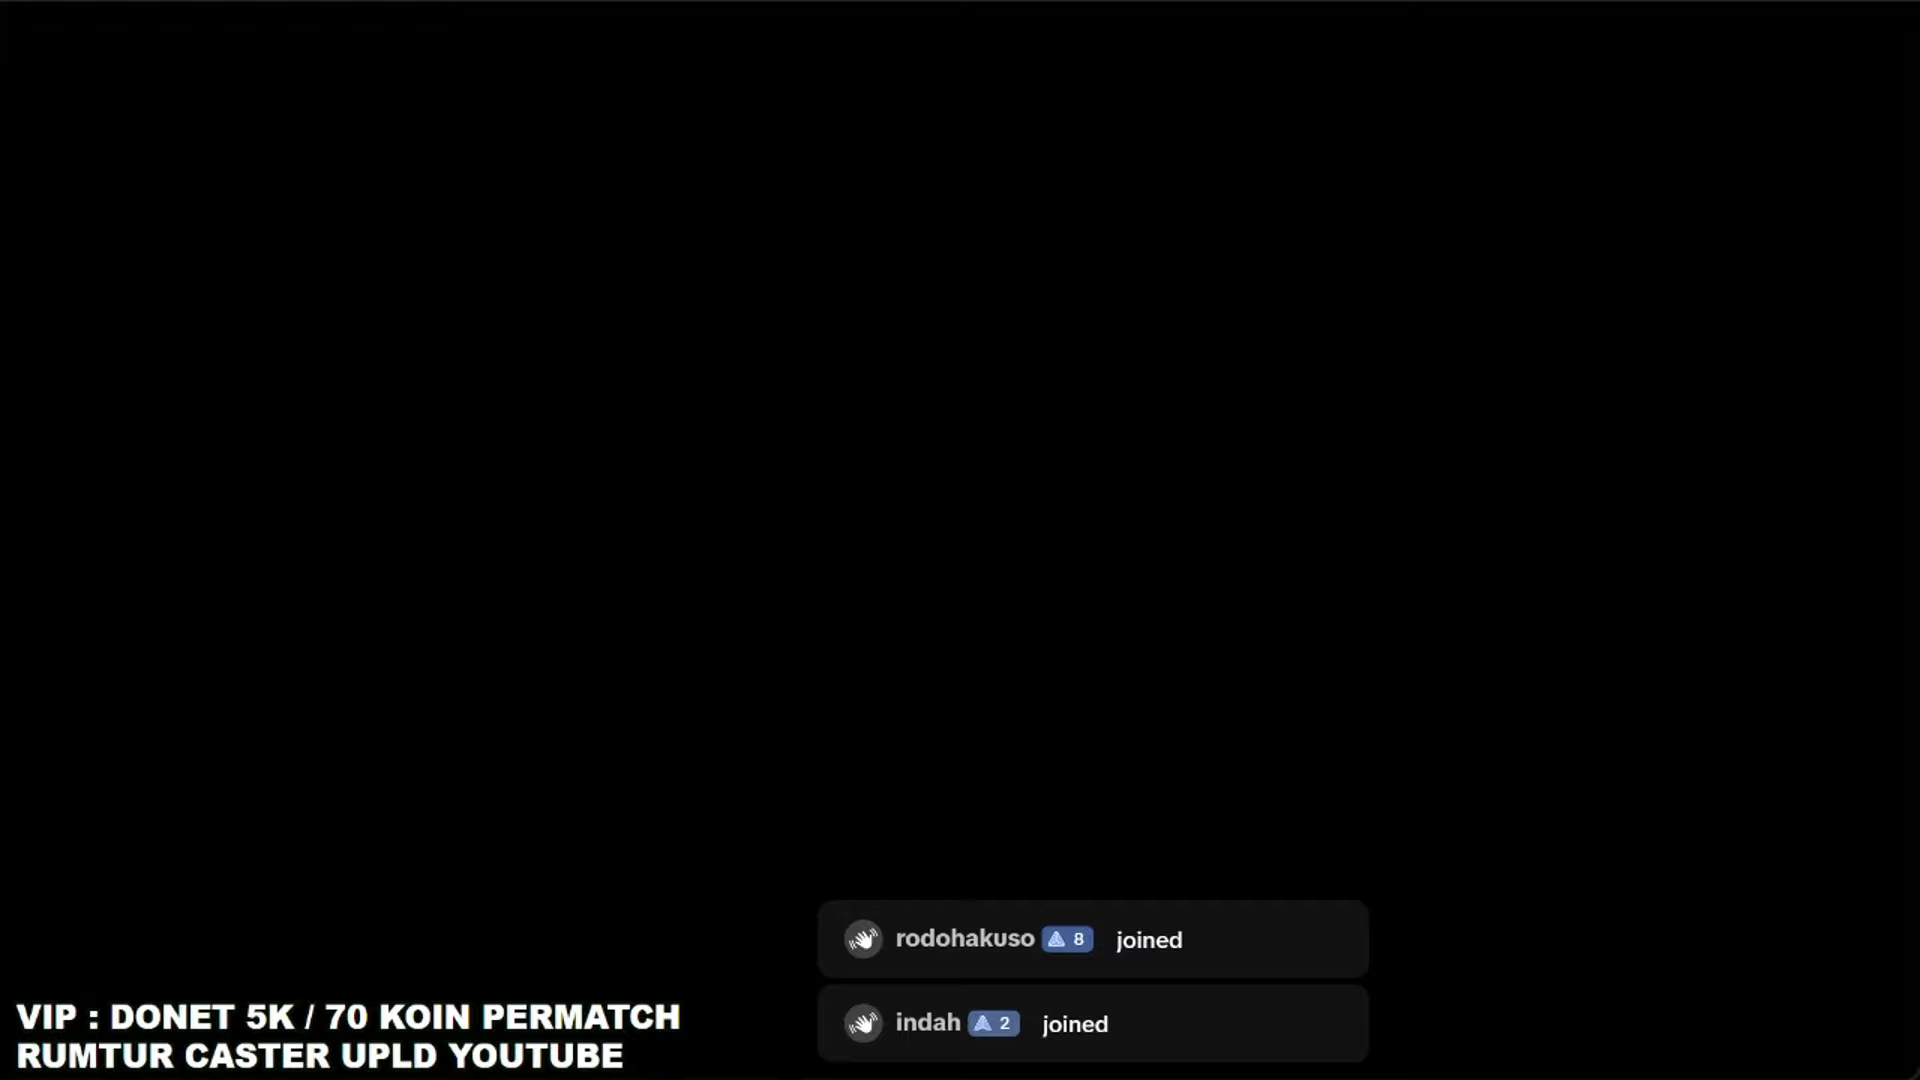 rodohakuso 8 joined
indah 2 joined
VIP : DONET 5K / 70 KOIN PERMATCH
RUMTUR CASTER UPLD YOUTUBE